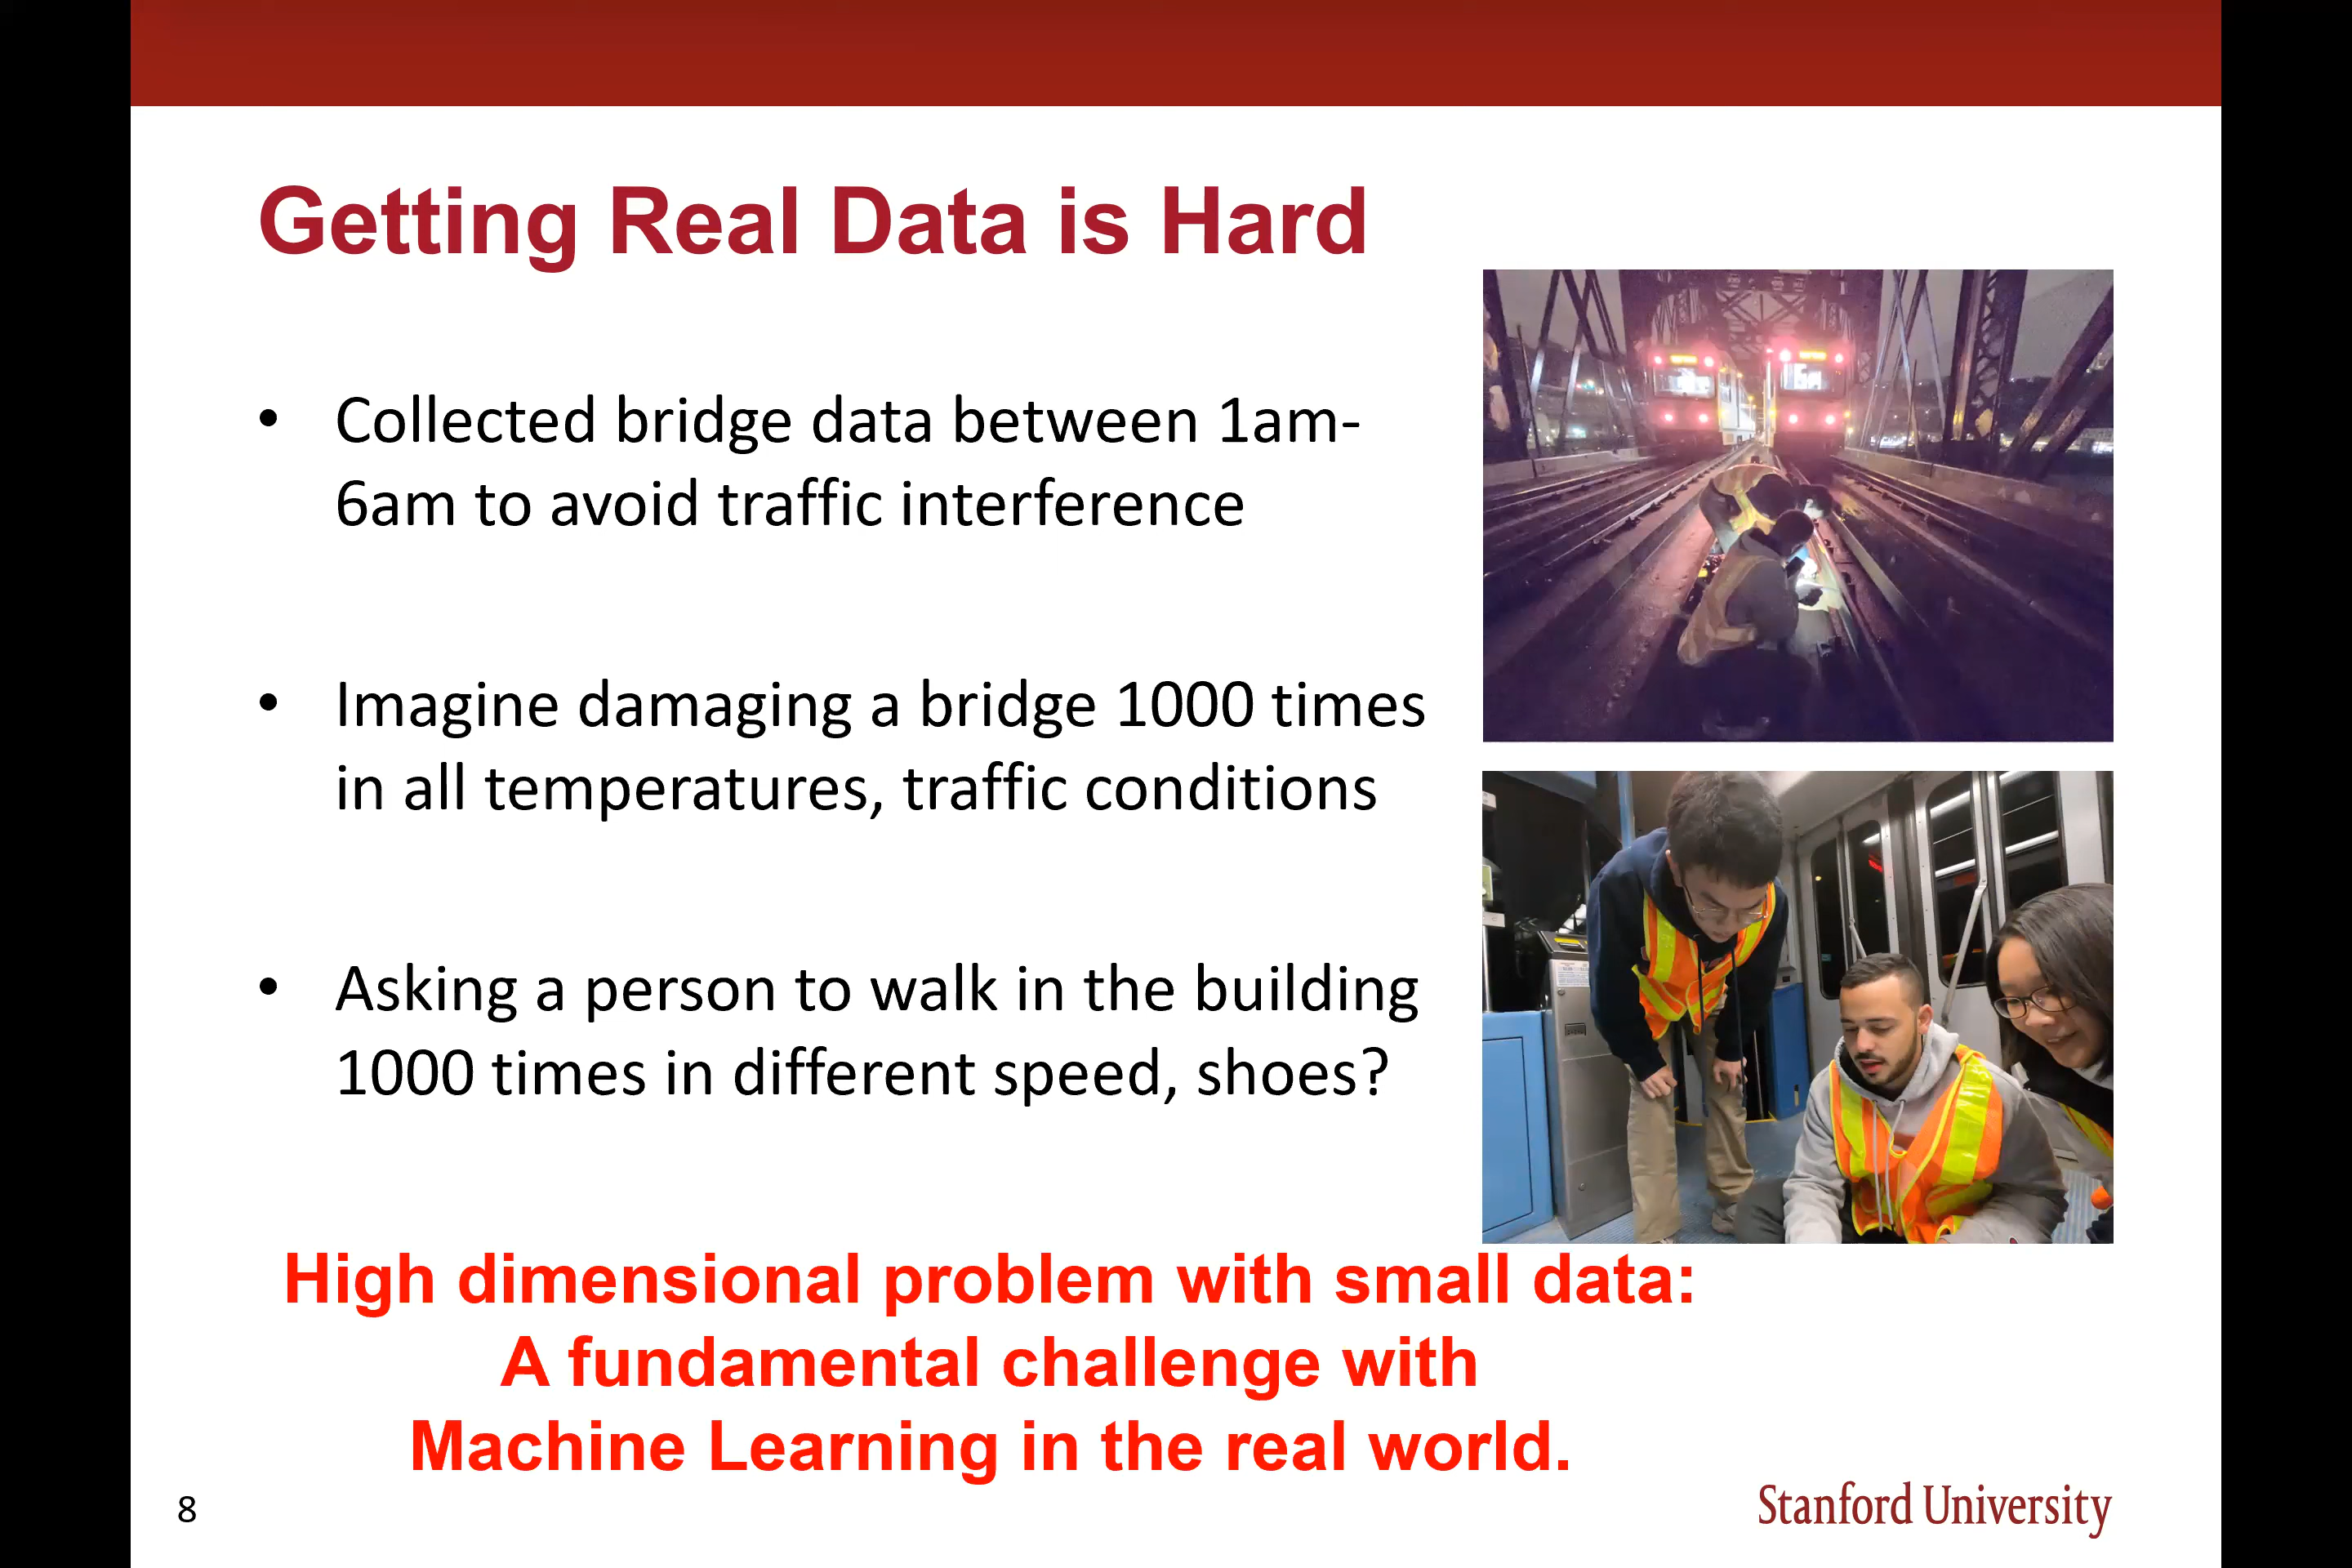 Getting Real Data is Hard
• Collected bridge data between 1am-
6am to avoid traffic interference
• Imagine damaging a bridge 1000 times
in all temperatures, traffic conditions
• Asking a person to walk in the building
1000 times in different speed, shoes?
High dimensional problem with small data:
A fundamental challenge with
Machine Learning in the real world.
8
Stanford University